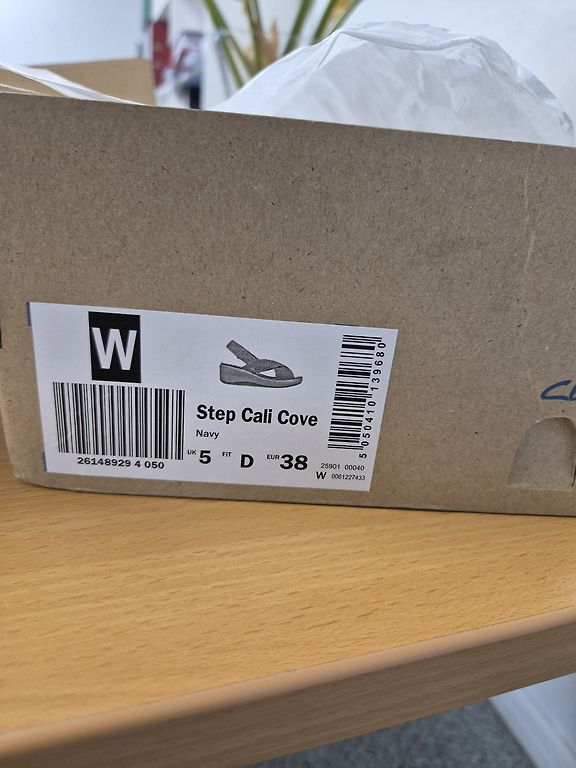 W
Step Cali Cove
Navy
26148929 4 050
UK 5 FIT D EUR 38
25901 00040
W 0061227433
5 050410 139680